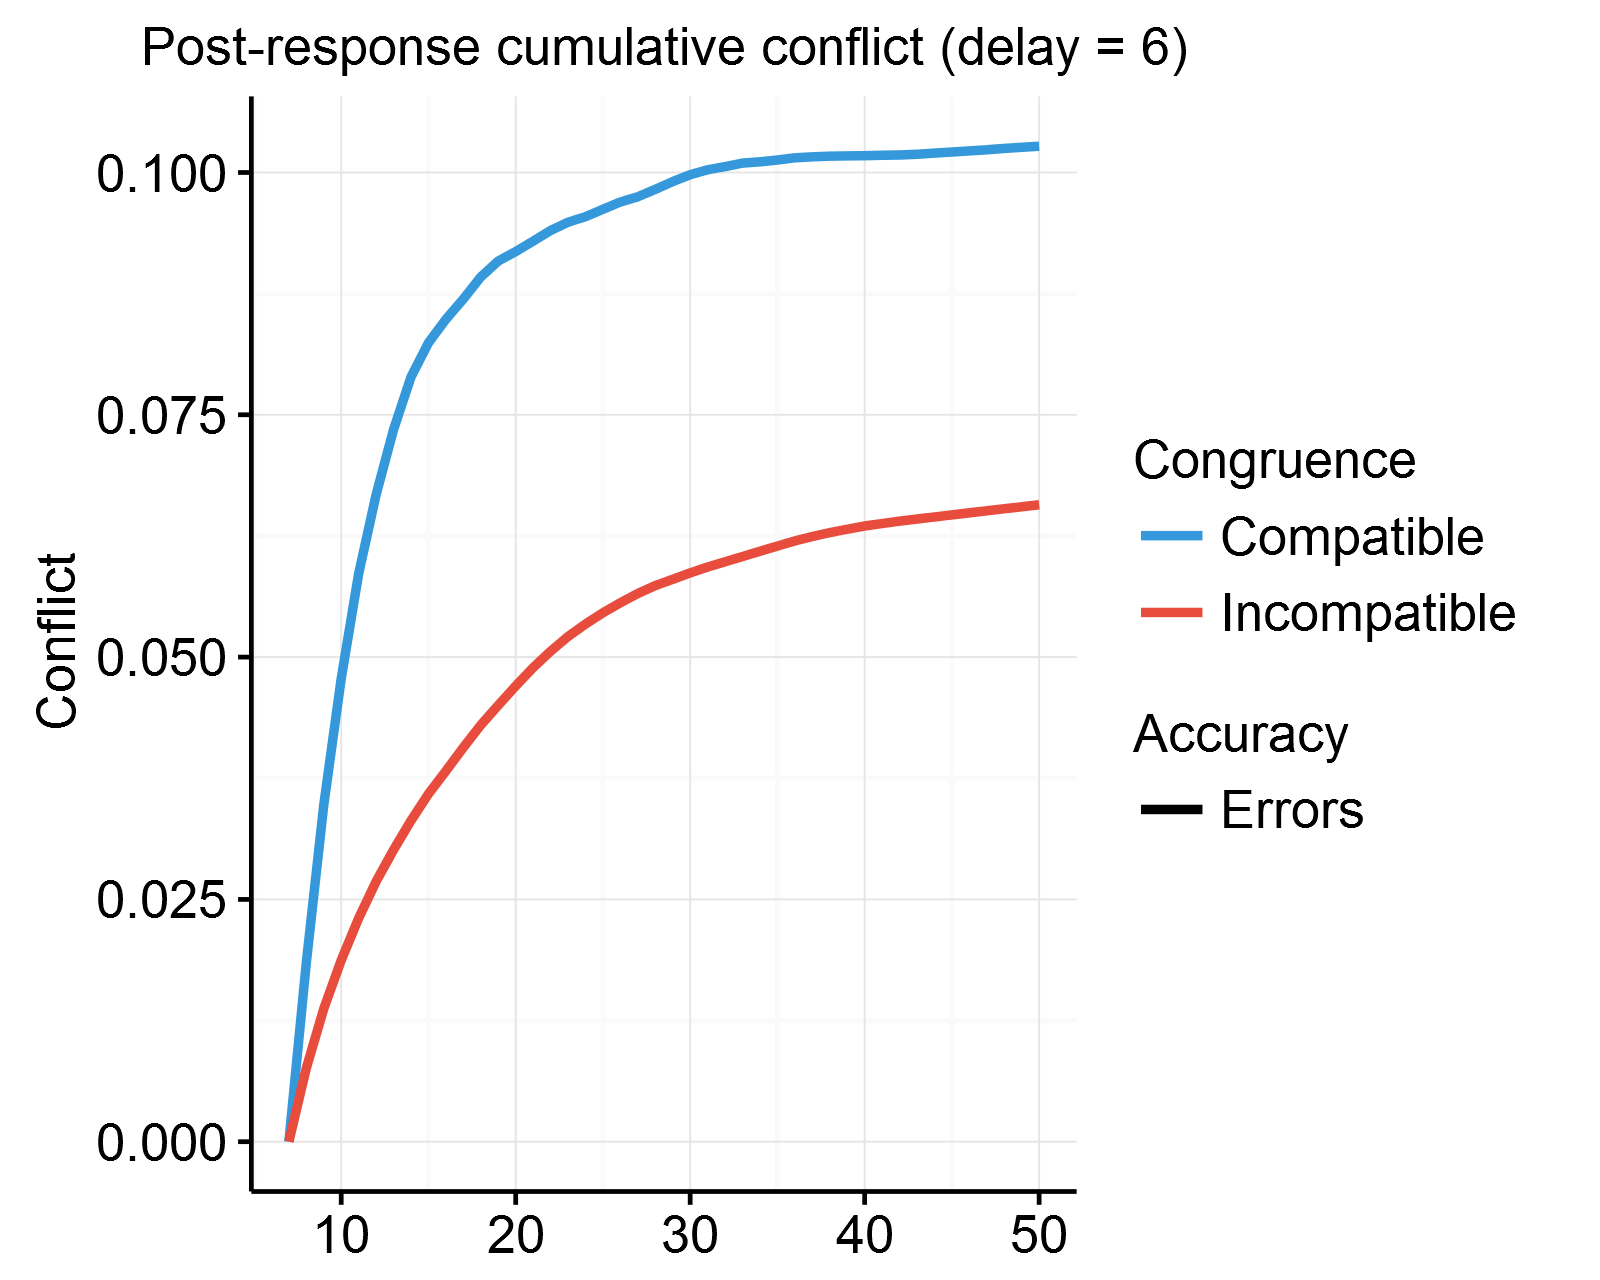 Post-response cumulative conflict (delay = 6)
0.100
0.075
0.050
0.025
0.000
Conflict
10 20 30 40 50
Congruence
Compatible
Incompatible
Accuracy
Errors